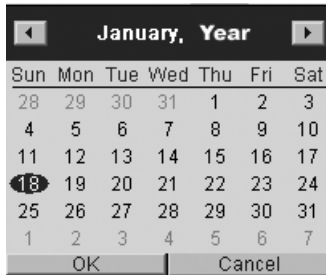 January, Year
Sun Mon Tue Wed Thu Fri Sat
28 29 30 31 1 2 3
4 5 6 7 8 9 10
11 12 13 14 15 16 17
18 19 20 21 22 23 24
25 26 27 28 29 30 31
1 2 3 4 5 6 7
OK Cancel